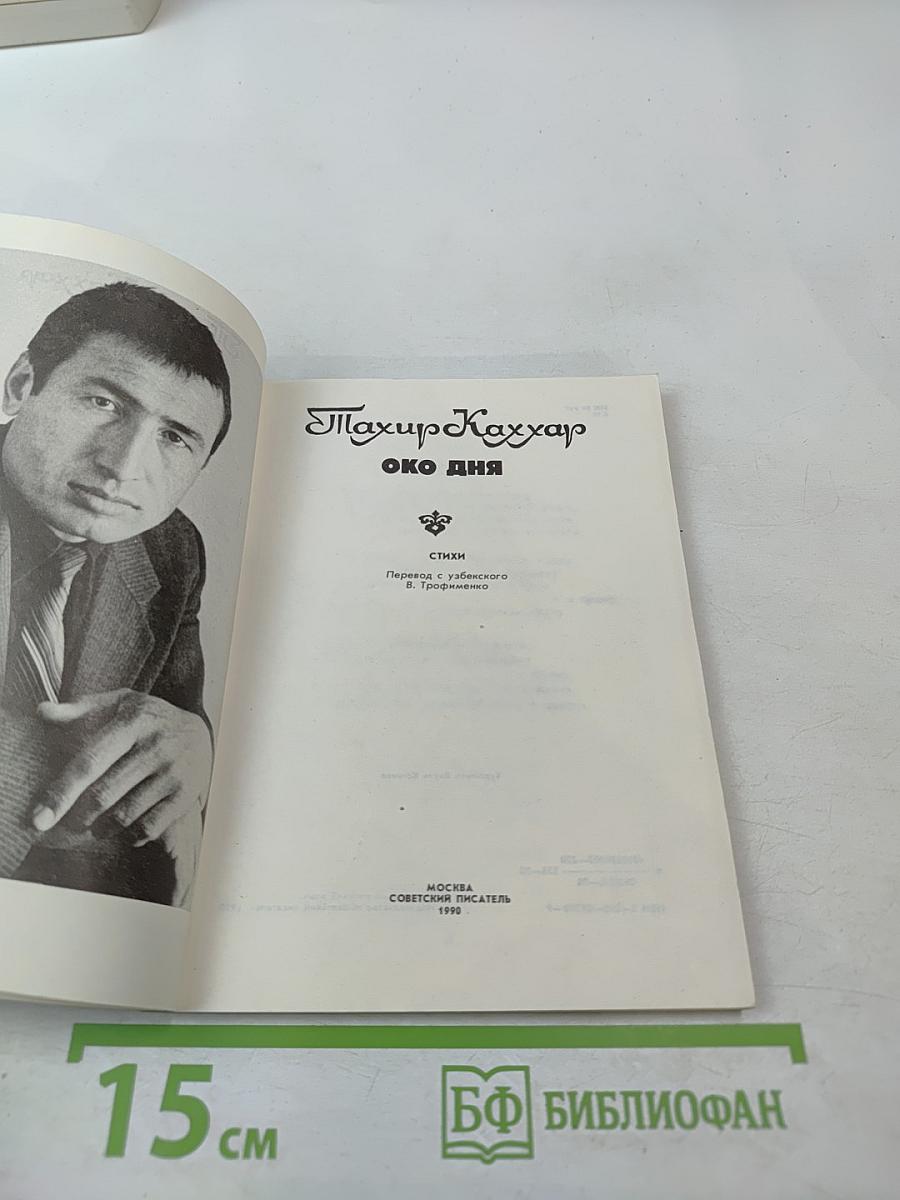 Тахир Каххар
ОКО ДНЯ
СТИХИ
Перевод с узбекского
В. Трофименко
МОСКВА
СОВЕТСКИЙ ПИСАТЕЛЬ
1990
15 см
БФ БИБЛИОФАН